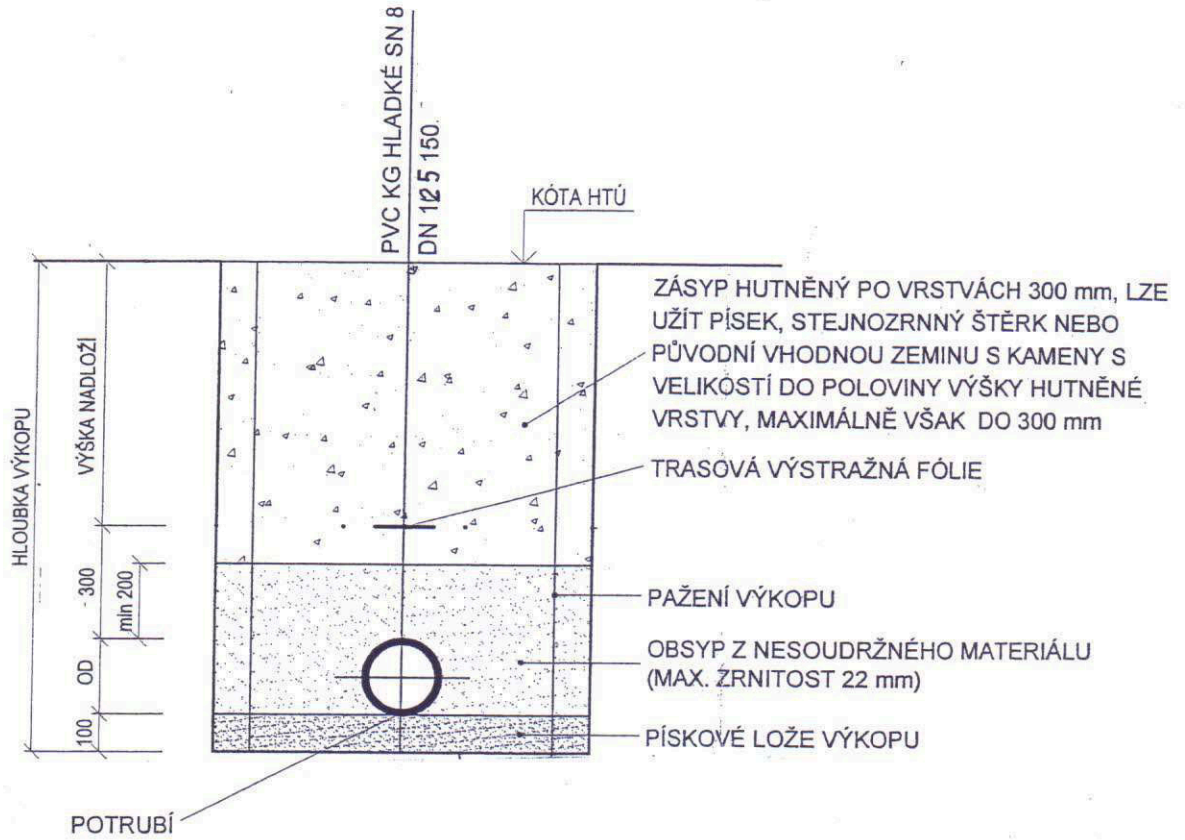 PVC KG HLADKÉ SN 8
DN 125 150.
KÓTA HTÚ
ZÁSYP HUTNĚNÝ PO VRSTVÁCH 300 mm, LZE
UŽÍT PÍSEK, STEJNOZRNNÝ ŠTĚRK NEBO
PŮVODNÍ VHODNOU ZEMINU S KAMENY S
VELIKOSTÍ DO POLOVINY VÝŠKY HUTNĚNÉ
VRSTVY, MAXIMÁLNĚ VŠAK DO 300 mm
TRASOVÁ VÝSTRAŽNÁ FÓLIE
HLOUBKA VÝKOPU
VÝŠKA NADLOŽÍ
300
min 200
OD
100
PAŽENÍ VÝKOPU
OBSYP Z NESOUDRŽNÉHO MATERIÁLU
(MAX. ZRNITOST 22 mm)
PÍSKOVÉ LOŽE VÝKOPU
POTRUBÍ